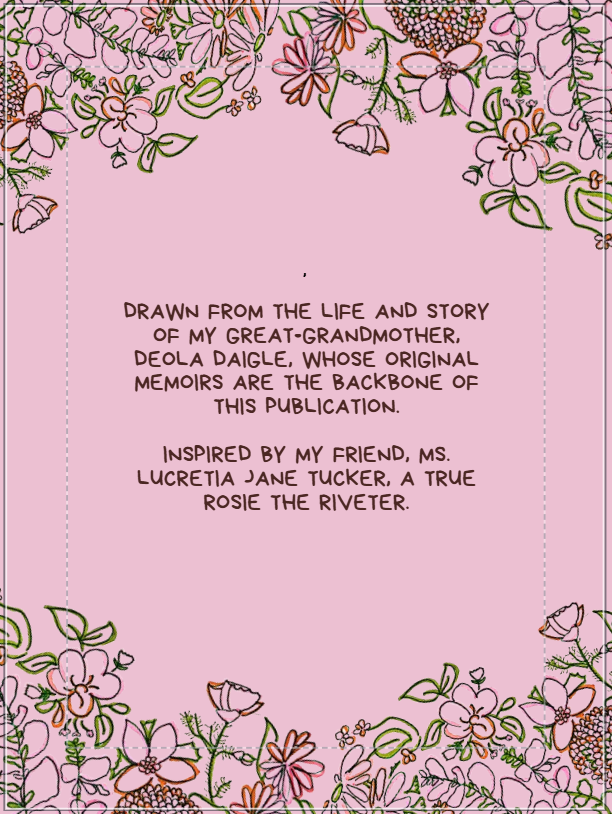 ,
DRAWN FROM THE LIFE AND STORY
OF MY GREAT-GRANDMOTHER,
DEOLA DAIGLE, WHOSE ORIGINAL
MEMOIRS ARE THE BACKBONE OF
THIS PUBLICATION.
INSPIRED BY MY FRIEND, MS.
LUCRETIA JANE TUCKER, A TRUE
ROSIE THE RIVETER.